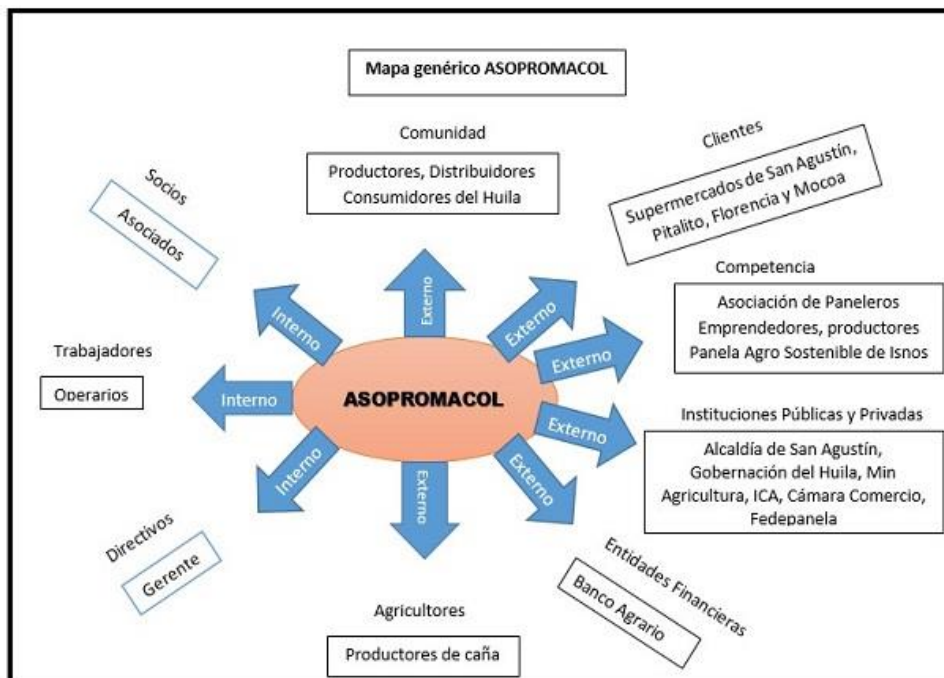 Mapa genérico ASOPROMACOL
Comunidad
Productores, Distribuidores
Consumidores del Huila
Clientes
Supermercados de San Agustín,
Pitalito, Florencia y Mocoa
Socios
Asociados
Competencia
Asociación de Paneleros
Emprendedores, productores
Panela Agro Sostenible de Isnos
Trabajadores
Operarios
Interno
Interno
Interno
Externo
Externo
Externo
Externo
Externo
Externo
ASOPROMACOL
Instituciones Públicas y Privadas
Alcaldía de San Agustín,
Gobernación del Huila, Min
Agricultura, ICA, Cámara Comercio,
Fedepanela
Directivos
Gerente
Agricultores
Productores de caña
Entidades Financieras
Banco Agrario